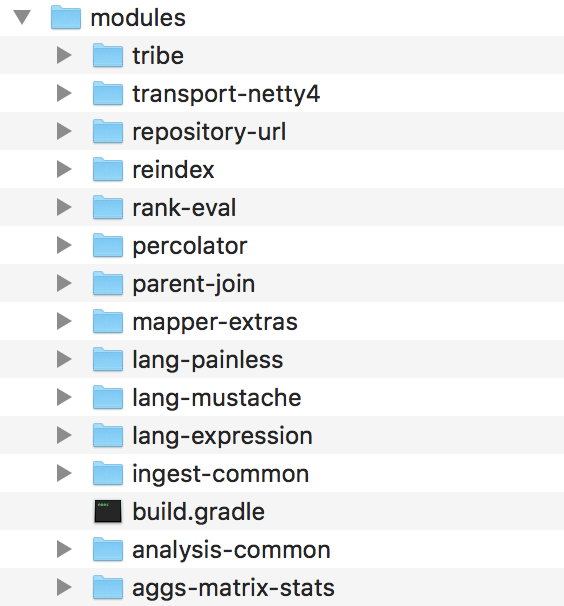 modules
tribe
transport-netty4
repository-url
reindex
rank-eval
percolator
parent-join
mapper-extras
lang-painless
lang-mustache
lang-expression
ingest-common
build.gradle
analysis-common
aggs-matrix-stats